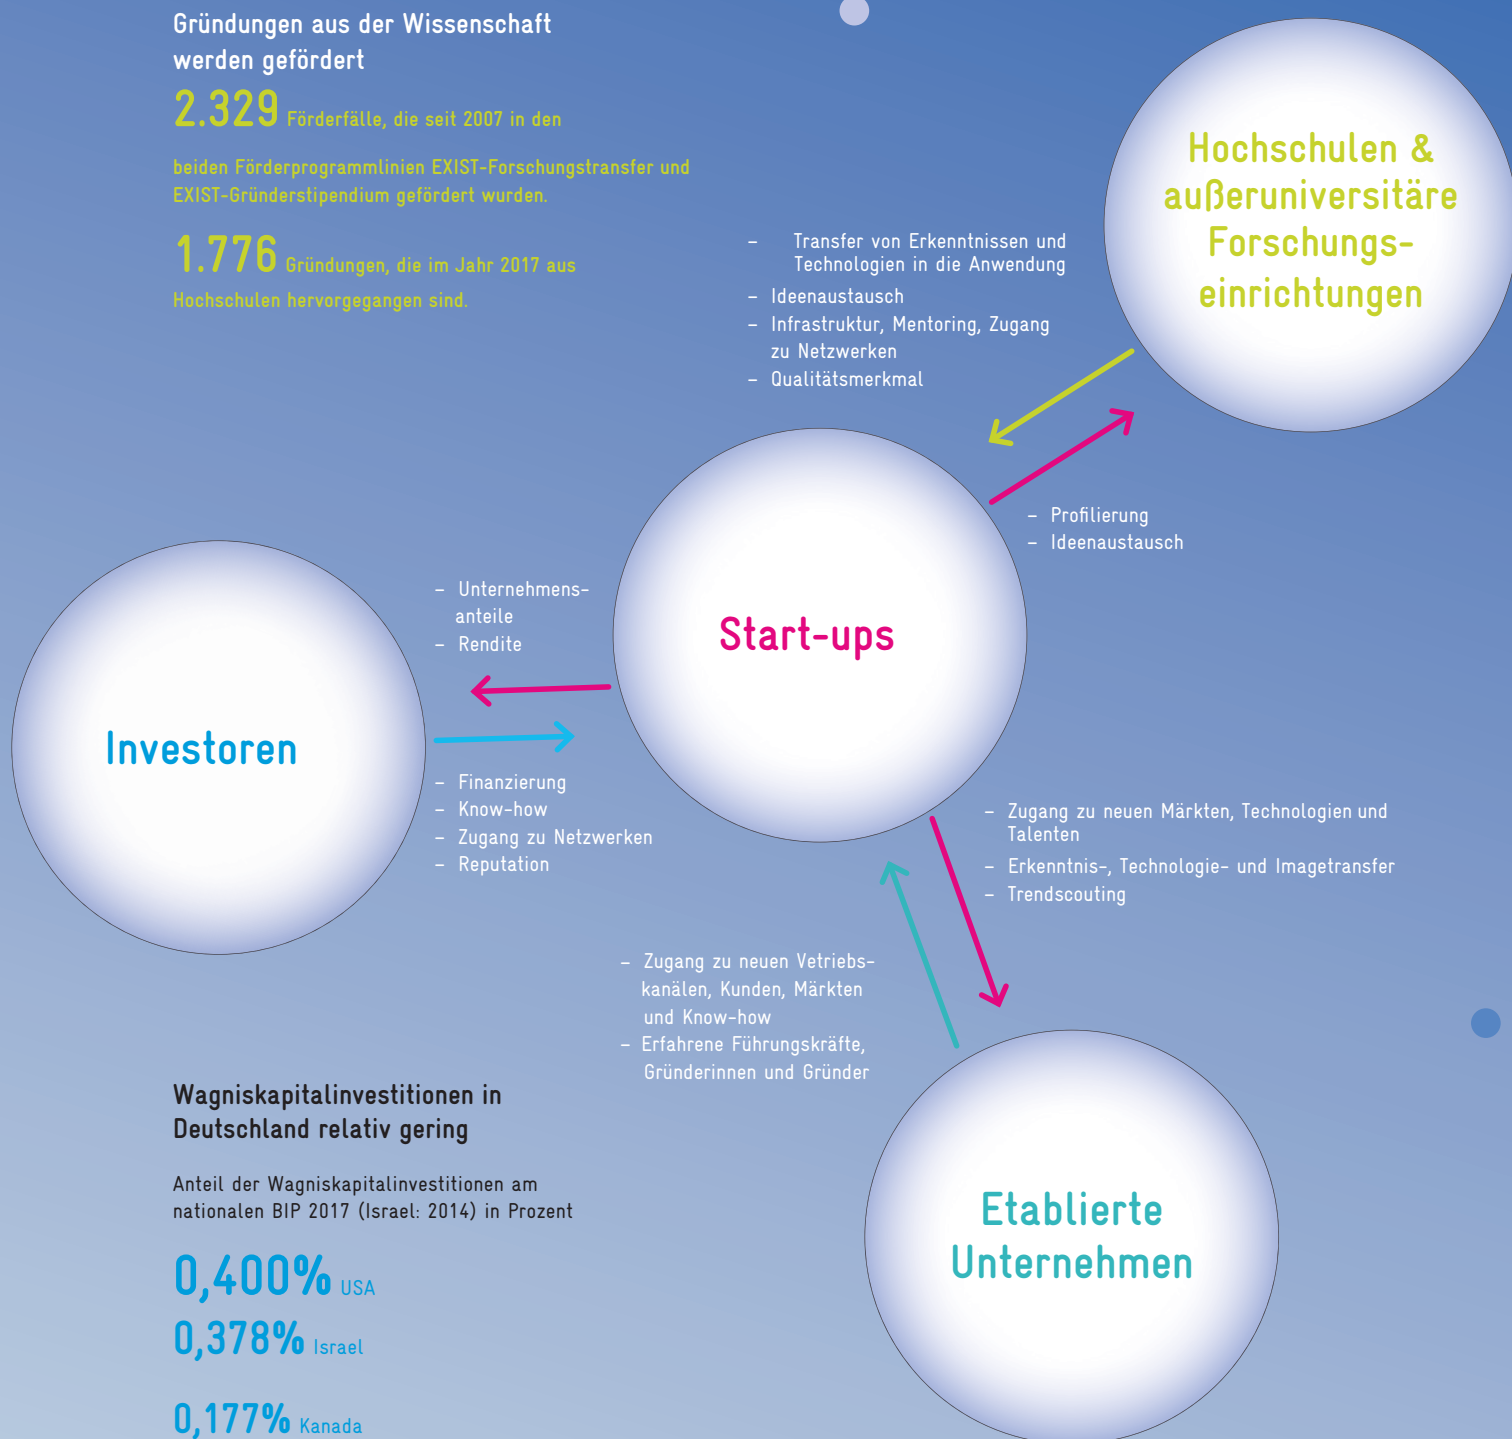 Gründungen aus der Wissenschaft
werden gefördert
2.329 Förderfälle, die seit 2007 in den
beiden Förderprogrammlinien EXIST-Forschungstransfer und
EXIST-Gründerstipendium gefördert wurden.
1.776 Gründungen, die im Jahr 2017 aus
Hochschulen hervorgegangen sind.
Hochschulen &
außeruniversitäre
Forschungs-
einrichtungen
– Transfer von Erkenntnissen und
Technologien in die Anwendung
– Ideenaustausch
– Infrastruktur, Mentoring, Zugang
zu Netzwerken
– Qualitätsmerkmal
– Profilierung
– Ideenaustausch
Start-ups
– Unternehmens-
anteile
– Rendite
Investoren
– Finanzierung
– Know-how
– Zugang zu Netzwerken
– Reputation
– Zugang zu neuen Märkten, Technologien und
Talenten
– Erkenntnis-, Technologie- und Imagetransfer
– Trendscouting
– Zugang zu neuen Vetriebs-
kanälen, Kunden, Märkten
und Know-how
– Erfahrene Führungskräfte,
Gründerinnen und Gründer
Etablierte
Unternehmen
Wagniskapitalinvestitionen in
Deutschland relativ gering
Anteil der Wagniskapitalinvestitionen am
nationalen BIP 2017 (Israel: 2014) in Prozent
0,400% USA
0,378% Israel
0,177% Kanada